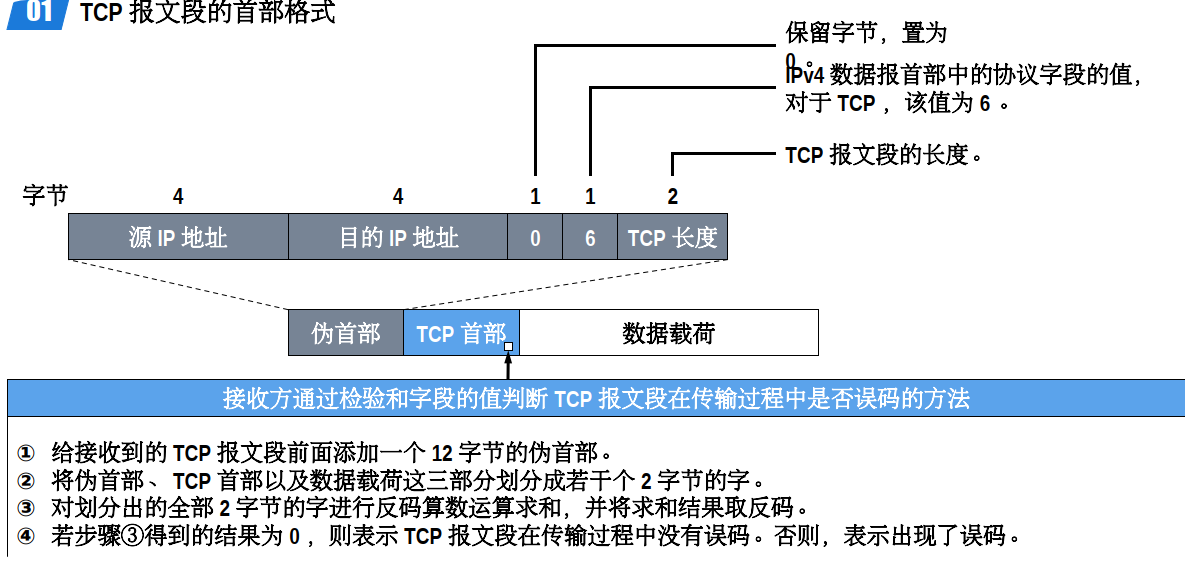 01 TCP 报文段的首部格式
保留字节，置为
0 。
IPv4 数据报首部中的协议字段的值，
对于 TCP ，该值为 6 。
TCP 报文段的长度。
字节 4 4 1 1 2
源 IP 地址 目的 IP 地址 0 6 TCP 长度
伪首部 TCP 首部 数据载荷
接收方通过检验和字段的值判断 TCP 报文段在传输过程中是否误码的方法
① 给接收到的 TCP 报文段前面添加一个 12 字节的伪首部。
② 将伪首部、 TCP 首部以及数据载荷这三部分划分成若干个 2 字节的字。
③ 对划分出的全部 2 字节的字进行反码算数运算求和，并将求和结果取反码。
④ 若步骤③得到的结果为 0 ，则表示 TCP 报文段在传输过程中没有误码。否则，表示出现了误码。